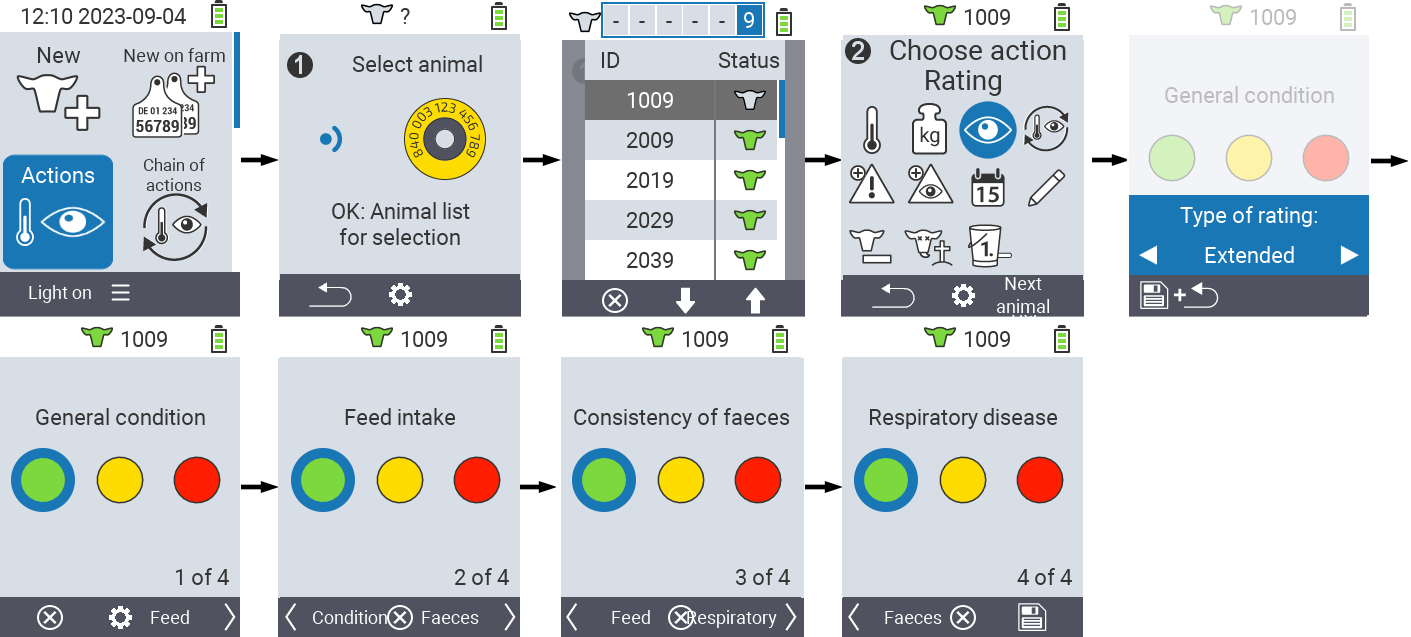 12:10 2023-09-04
New
New on farm
DE 01 234
234
56789
89
Actions
Chain of
actions
Light on
?
1
Select animal
840 003 123 456 789
OK: Animal list
for selection
- - - - - 9
ID Status
1009
2009
2019
2029
2039
1009
2 Choose action
Rating
kg
15
1.
Next
animal
1009
General condition
Type of rating:
Extended
+
1009
General condition
1 of 4
Feed
1009
Feed intake
2 of 4
Condition Faeces
1009
Consistency of faeces
3 of 4
Feed Respiratory
1009
Respiratory disease
4 of 4
Faeces